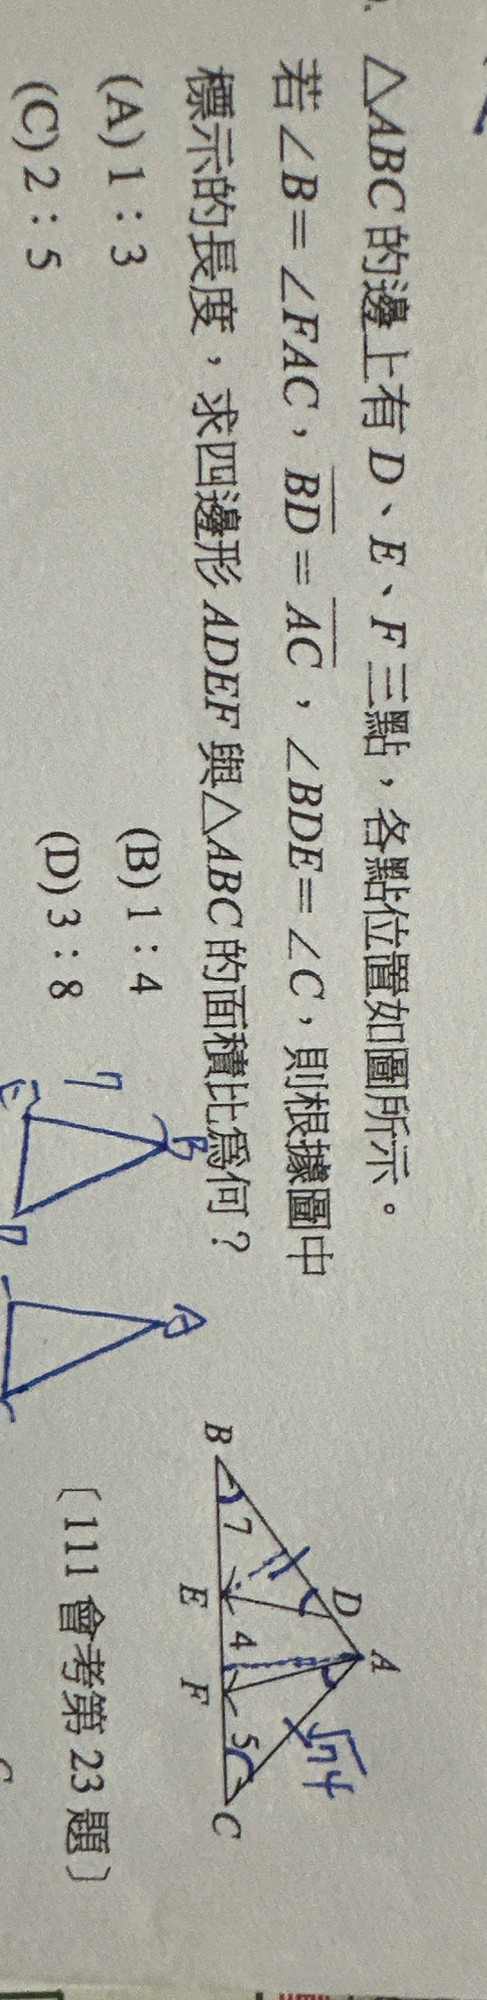 △ABC 的邊上有 D、E、F 三點，各點位置如圖所示。
若∠B=∠FAC，BD=AC，∠BDE=∠C，則根據圖中
標示的長度，求四邊形 ADEF 與△ABC 的面積比為何？
(A) 1：3
(B) 1：4
(C) 2：5
(D) 3：8
〔111 會考第 23 題〕
A
D
√74
B 7 4 5 C
E F
7 B
D
A